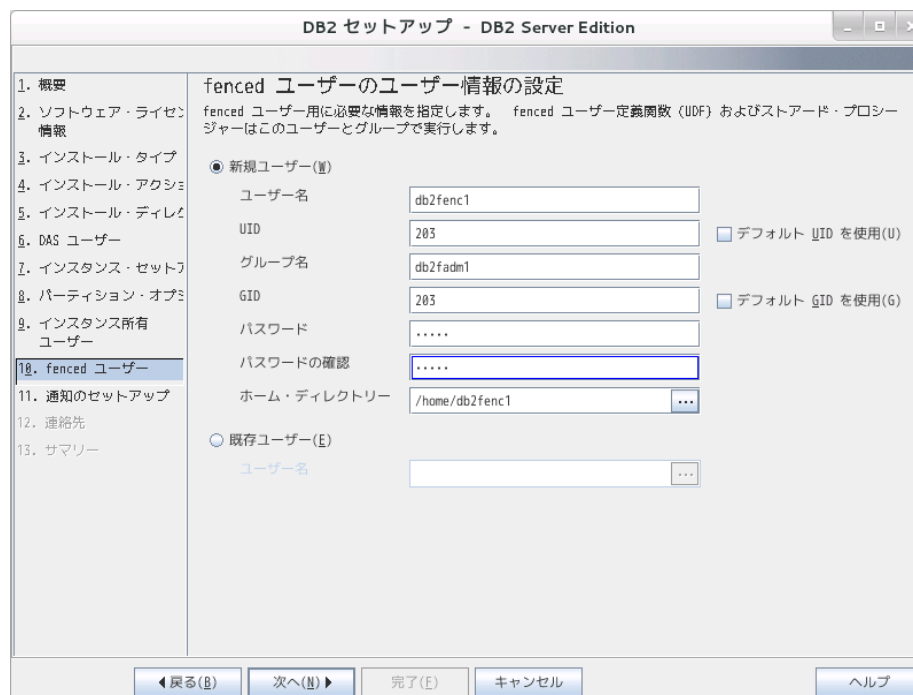 DB2 セットアップ - DB2 Server Edition
1. 概要
2. ソフトウェア・ライセン
情報
3. インストール・タイプ
4. インストール・アクショ
5. インストール・ディレク
6. DAS ユーザー
7. インスタンス・セットア
8. パーティション・オプシ
9. インスタンス所有
ユーザー
10. fenced ユーザー
11. 通知のセットアップ
12. 連絡先
13. サマリー
fenced ユーザーのユーザー情報の設定
fenced ユーザー用に必要な情報を指定します。 fenced ユーザー定義関数 (UDF) およびストアード・プロシー
ジャーはこのユーザーとグループで実行します。
新規ユーザー(W)
ユーザー名
db2fenc1
UID
203
デフォルト UID を使用(U)
グループ名
db2fadm1
GID
203
デフォルト GID を使用(G)
パスワード
.....
パスワードの確認
.....
ホーム・ディレクトリー
/home/db2fenc1
...
既存ユーザー(E)
ユーザー名
...
戻る(B)
次へ(N)
完了(F)
キャンセル
ヘルプ